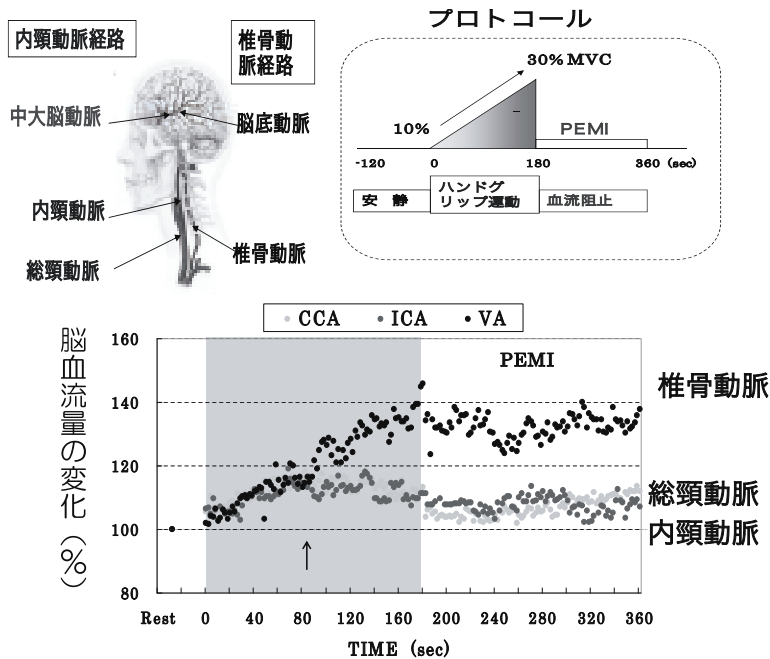 プロトコール
内頸動脈経路
椎骨動
脈経路
中大脳動脈
脳底動脈
内頸動脈
総頸動脈
椎骨動脈
30% MVC
10%
PEMI
-120 0 180 360 (sec)
安 静
ハンドグ
リップ運動
血流阻止
CCA ICA VA
脳血流量の変化(%)
160
140
120
100
80
PEMI
椎骨動脈
総頸動脈
内頸動脈
Rest 0 40 80 120 160 200 240 280 320 360
TIME (sec)